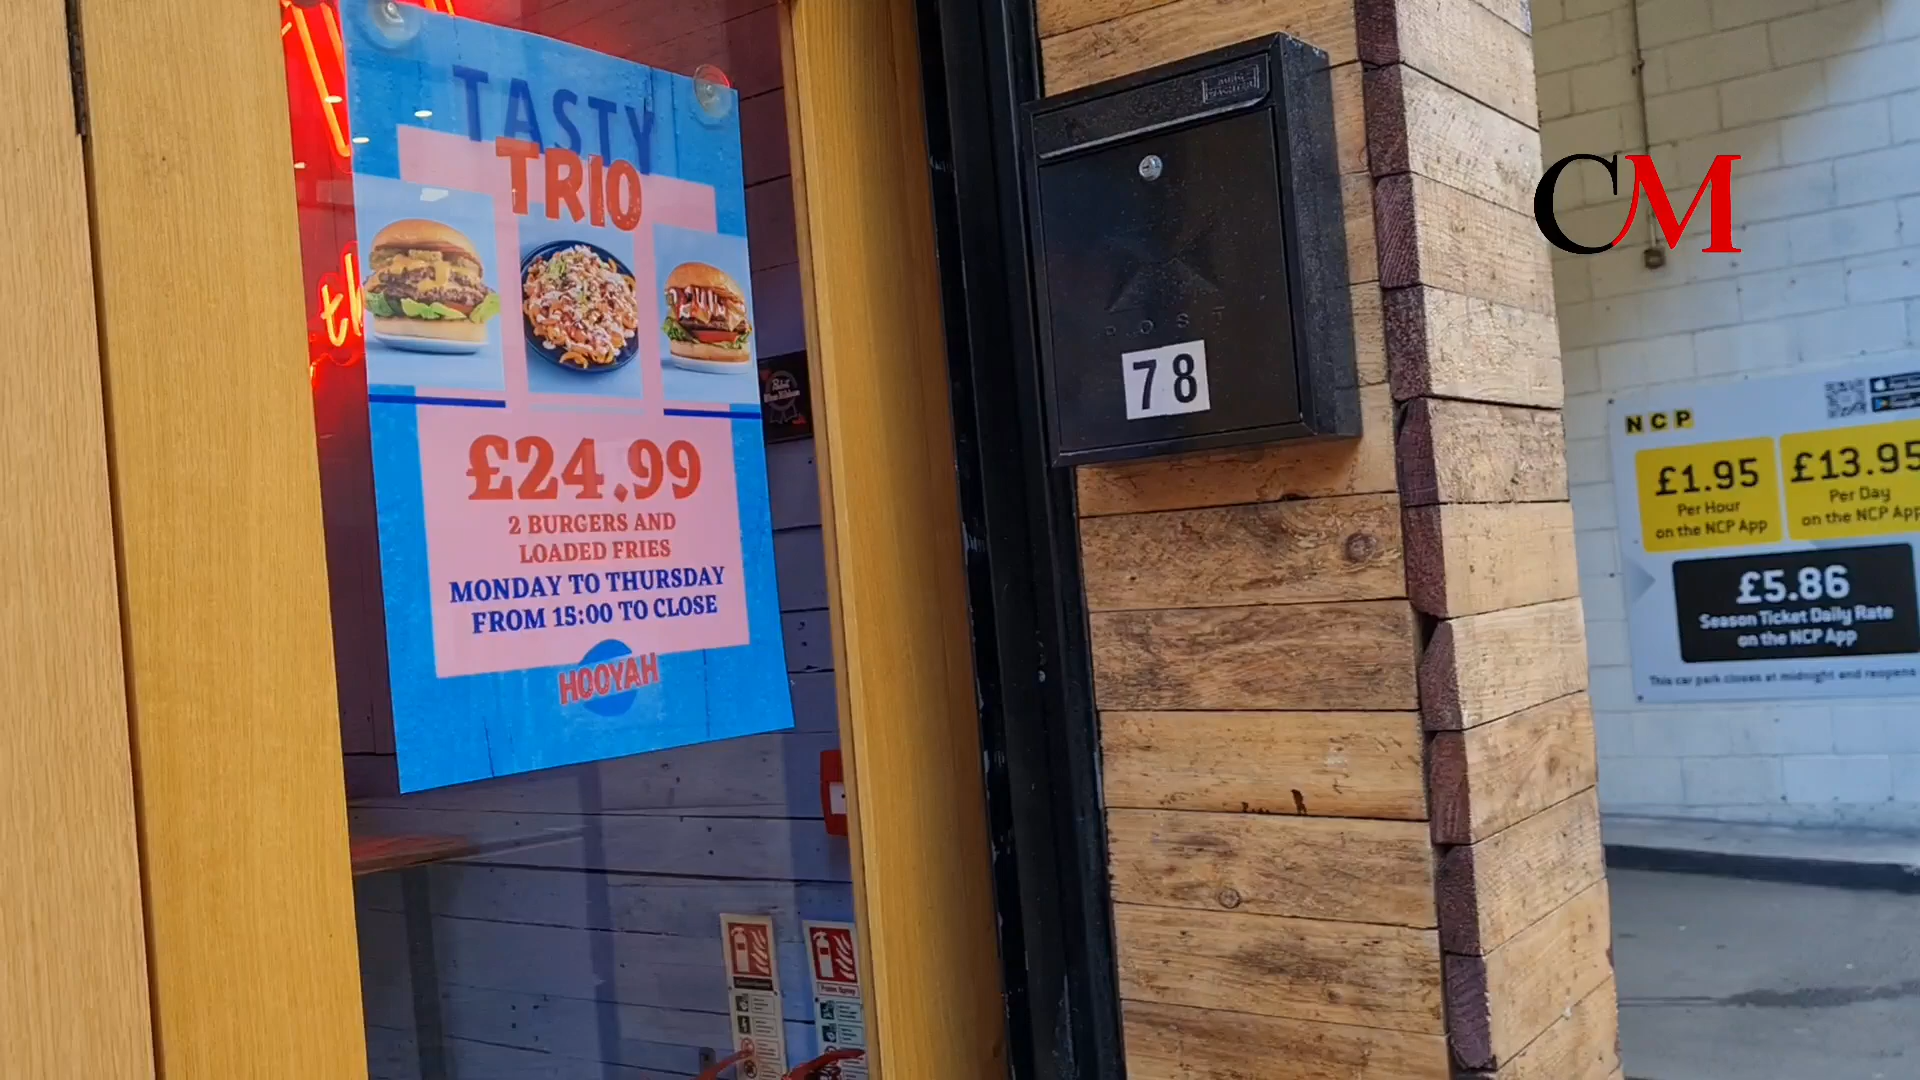 TASTY
TRIO
£24.99
2 BURGERS AND
LOADED FRIES
MONDAY TO THURSDAY
FROM 15:00 TO CLOSE
HOOYAH
POST
78
CM
NCP
£1.95
Per Hour
on the NCP App
£13.95
Per Day
on the NCP App
£5.86
Season Ticket Daily Rate
on the NCP App
This car park closes at midnight and reopens